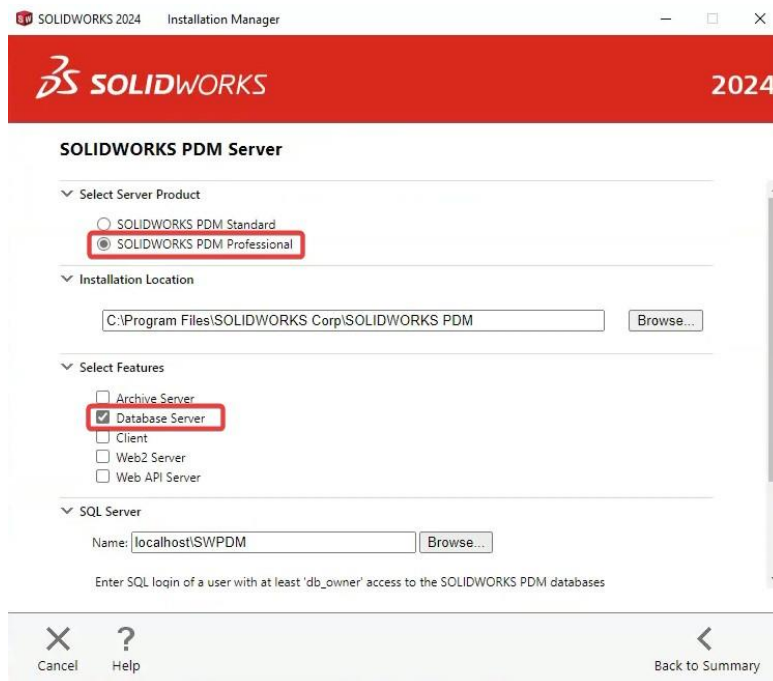 SOLIDWORKS 2024 Installation Manager
SOLIDWORKS 2024
SOLIDWORKS PDM Server
Select Server Product
SOLIDWORKS PDM Standard
SOLIDWORKS PDM Professional
Installation Location
C:\Program Files\SOLIDWORKS Corp\SOLIDWORKS PDM Browse...
Select Features
Archive Server
Database Server
Client
Web2 Server
Web API Server
SQL Server
Name: localhost\SWPDM Browse...
Enter SQL login of a user with at least 'db_owner' access to the SOLIDWORKS PDM databases
Cancel Help Back to Summary